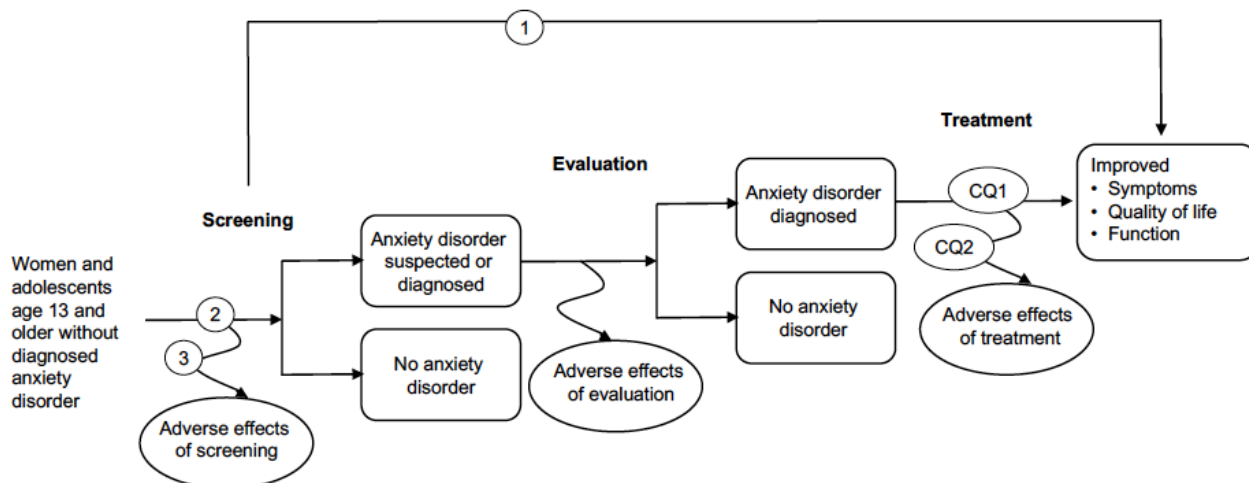 1
Treatment
Evaluation
Screening
Women and
adolescents
age 13 and
older without
diagnosed
anxiety
disorder
2
3
Adverse effects
of screening
Anxiety disorder
suspected or
diagnosed
No anxiety
disorder
Adverse effects
of evaluation
Anxiety disorder
diagnosed
No anxiety
disorder
CQ1
CQ2
Adverse effects
of treatment
Improved
• Symptoms
• Quality of life
• Function